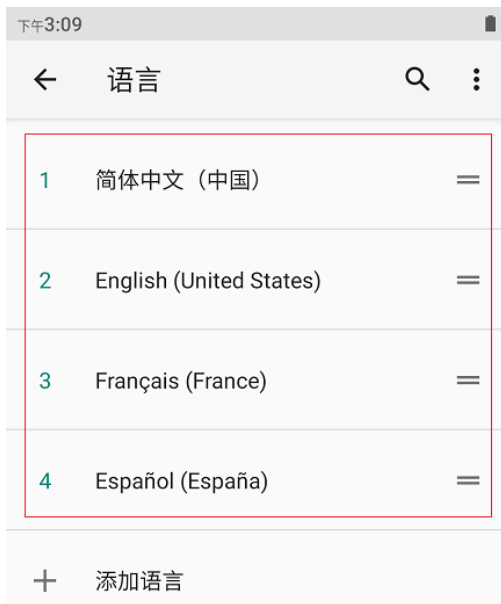 下午3:09
语言
1 简体中文（中国）
2 English (United States)
3 Français (France)
4 Español (España)
添加语言